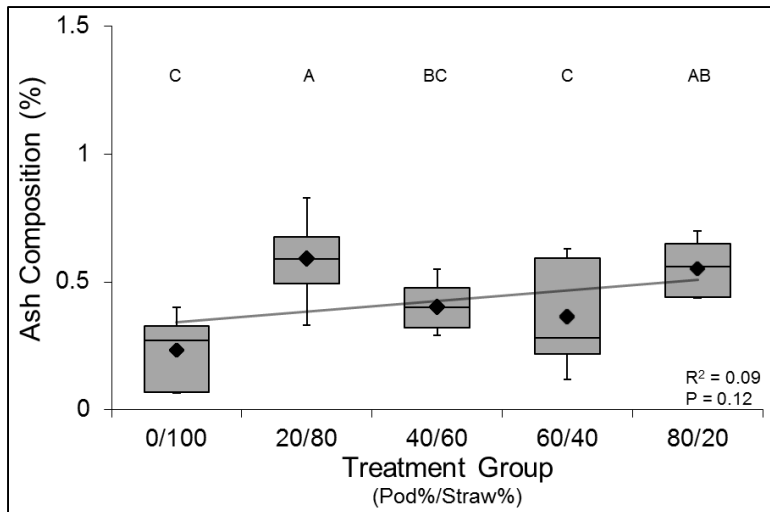 1.5
C A BC C AB
1
Ash Composition (%)
0.5
R² = 0.09
P = 0.12
0
0/100 20/80 40/60 60/40 80/20
Treatment Group
(Pod%/Straw%)